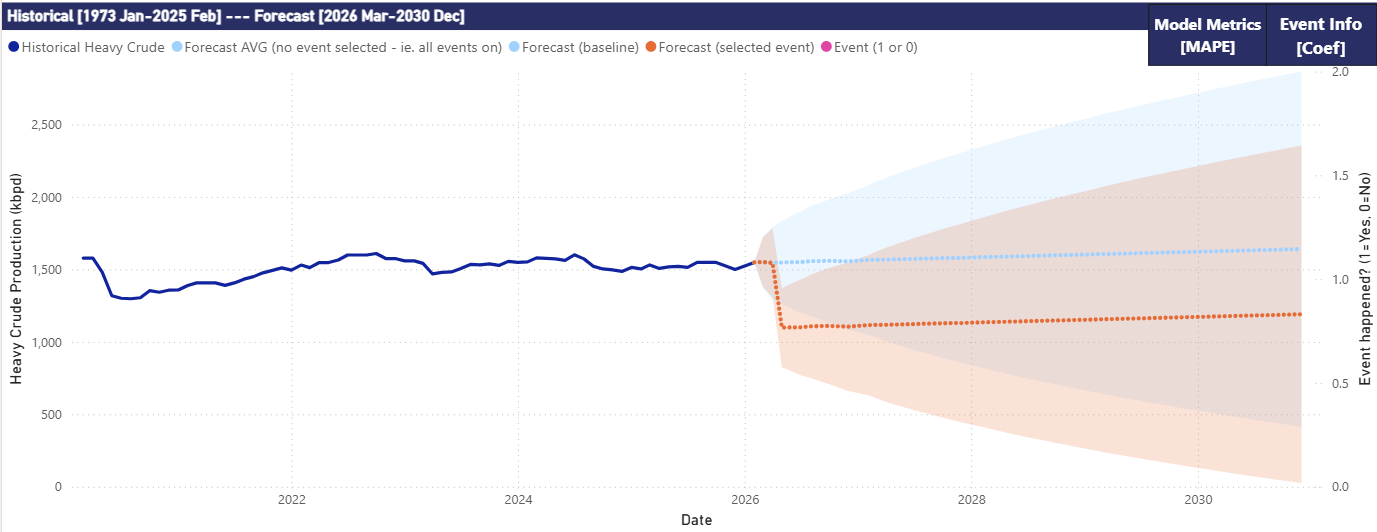 Historical [1973 Jan-2025 Feb] --- Forecast [2026 Mar-2030 Dec]
Model Metrics
[MAPE]
Event Info
[Coef]
Historical Heavy Crude
Forecast AVG (no event selected - ie. all events on)
Forecast (baseline)
Forecast (selected event)
Event (1 or 0)
Heavy Crude Production (kbpd)
2,500
2,000
1,500
1,000
500
0
2.0
1.5
1.0
0.5
0.0
Event happened? (1 = Yes, 0=No)
2022
2024
2026
2028
2030
Date